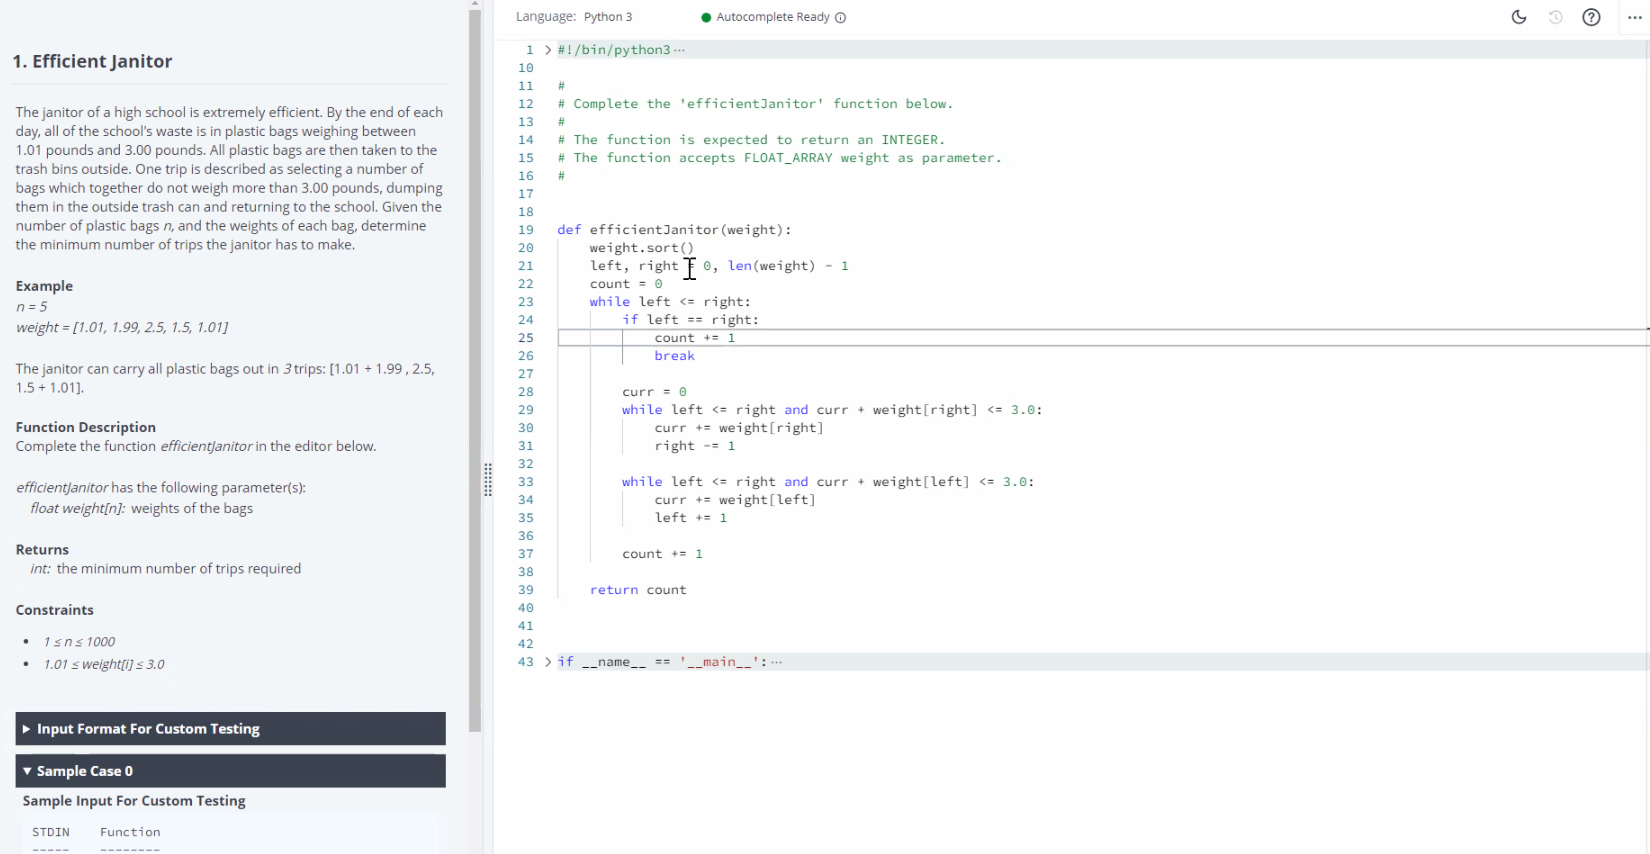 1. Efficient Janitor
The janitor of a high school is extremely efficient. By the end of each
day, all of the school's waste is in plastic bags weighing between
1.01 pounds and 3.00 pounds. All plastic bags are then taken to the
trash bins outside. One trip is described as selecting a number of
bags which together do not weigh more than 3.00 pounds, dumping
them in the outside trash can and returning to the school. Given the
number of plastic bags n, and the weights of each bag, determine
the minimum number of trips the janitor has to make.
Example
n = 5
weight = [1.01, 1.99, 2.5, 1.5, 1.01]
The janitor can carry all plastic bags out in 3 trips: [1.01 + 1.99 , 2.5,
1.5 + 1.01].
Function Description
Complete the function efficientJanitor in the editor below.
efficientJanitor has the following parameter(s):
float weight[n]: weights of the bags
Returns
int: the minimum number of trips required
Constraints
• 1 ≤ n ≤ 1000
• 1.01 ≤ weight[i] ≤ 3.0
Input Format For Custom Testing
Sample Case 0
Sample Input For Custom Testing
STDIN Function
----- --------
Language: Python 3 Autocomplete Ready
1 #!/bin/python3 ...
10
11 #
12 # Complete the 'efficientJanitor' function below.
13 #
14 # The function is expected to return an INTEGER.
15 # The function accepts FLOAT_ARRAY weight as parameter.
16 #
17
18
19 def efficientJanitor(weight):
20     weight.sort()
21     left, right = 0, len(weight) - 1
22     count = 0
23     while left <= right:
24         if left == right:
25             count += 1
26             break
27
28         curr = 0
29         while left <= right and curr + weight[right] <= 3.0:
30             curr += weight[right]
31             right -= 1
32
33         while left <= right and curr + weight[left] <= 3.0:
34             curr += weight[left]
35             left += 1
36
37         count += 1
38
39     return count
40
41
42
43 if __name__ == '__main__': ...